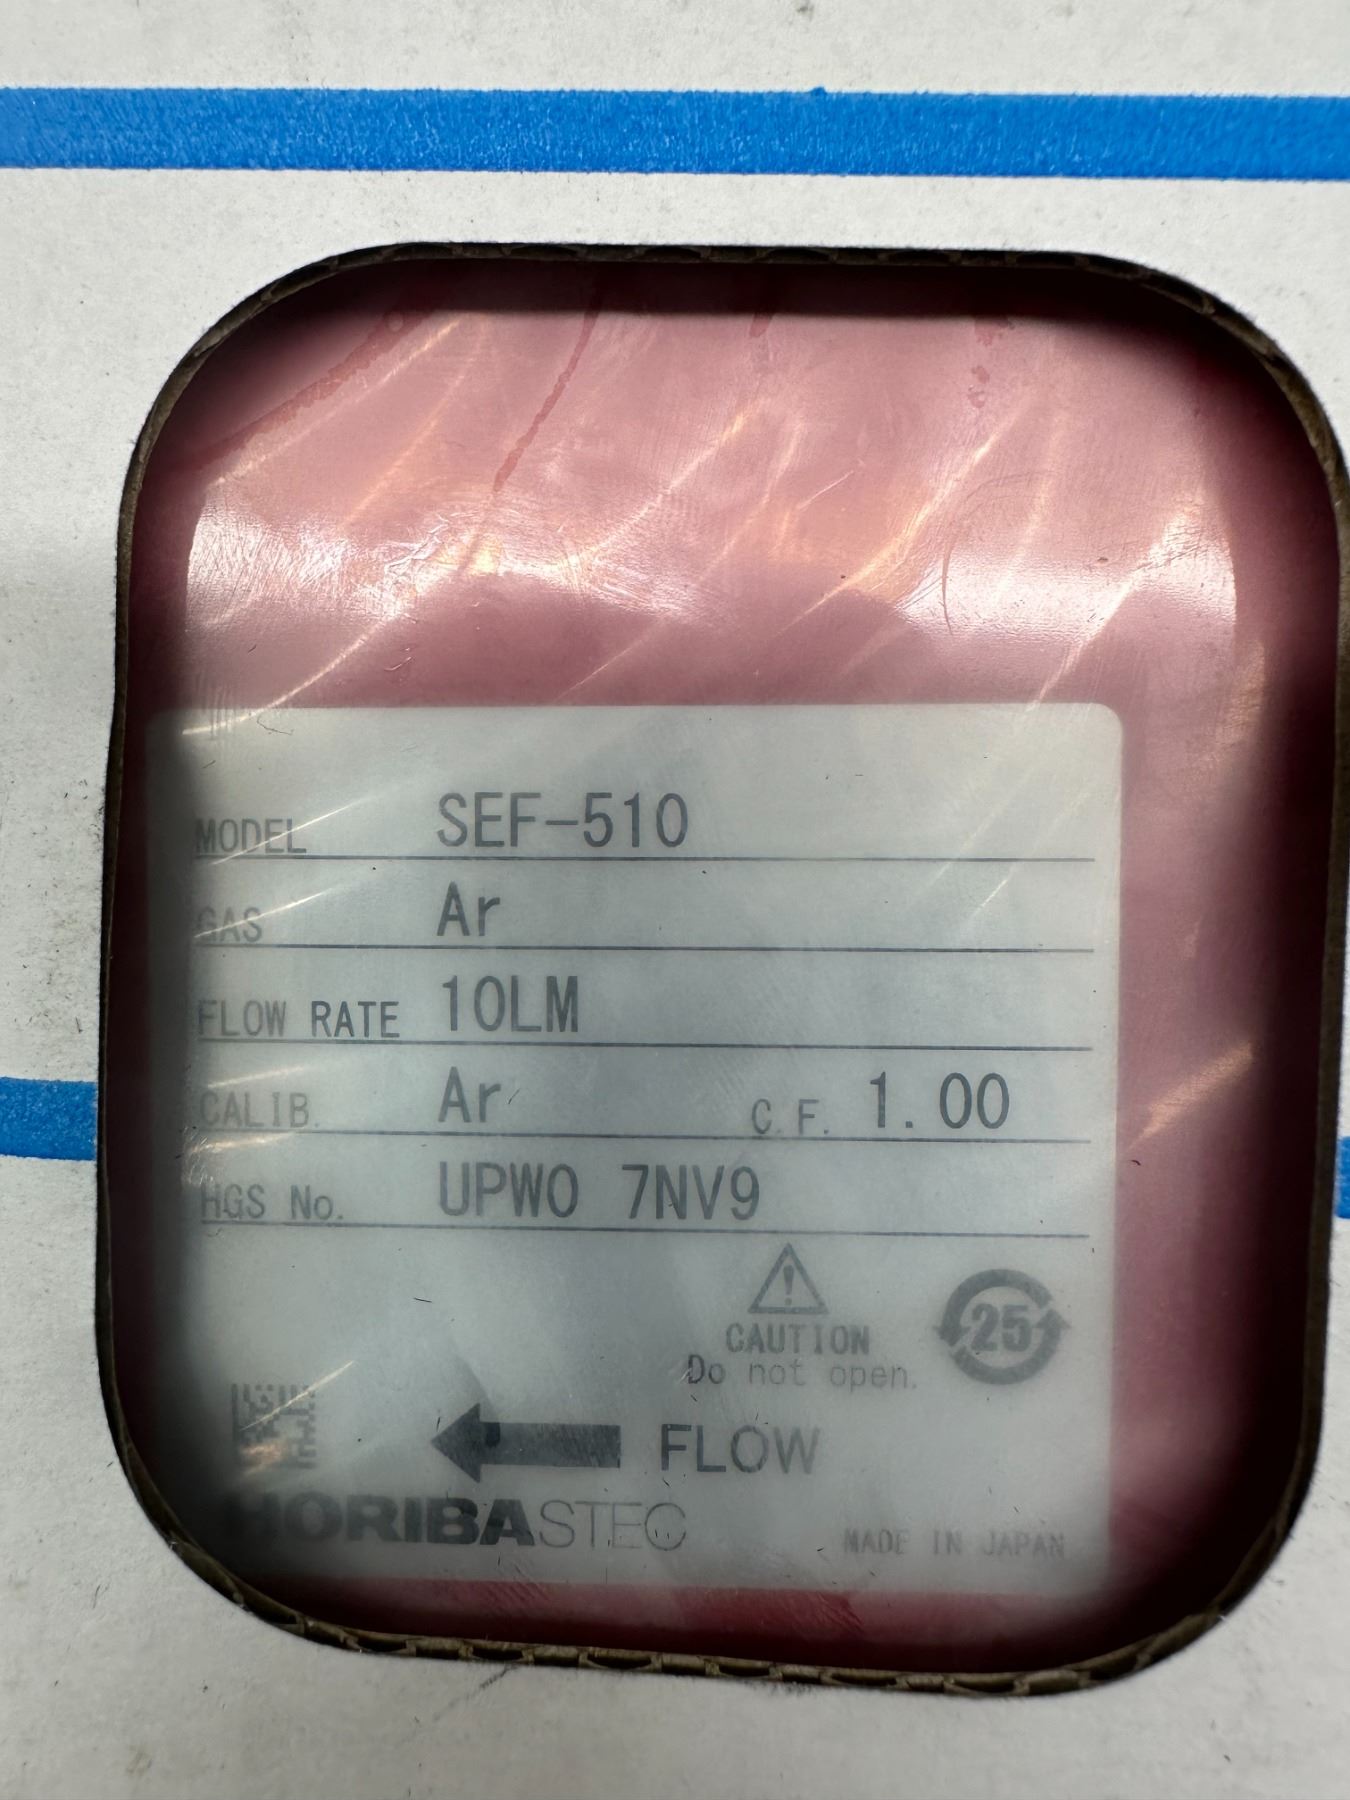 MODEL SEF-510
GAS Ar
FLOW RATE 10LM
CALIB. Ar C.F. 1.00
HGS No. UPW0 7NV9
CAUTION
Do not open.
25
FLOW
HORIBASTEC
MADE IN JAPAN